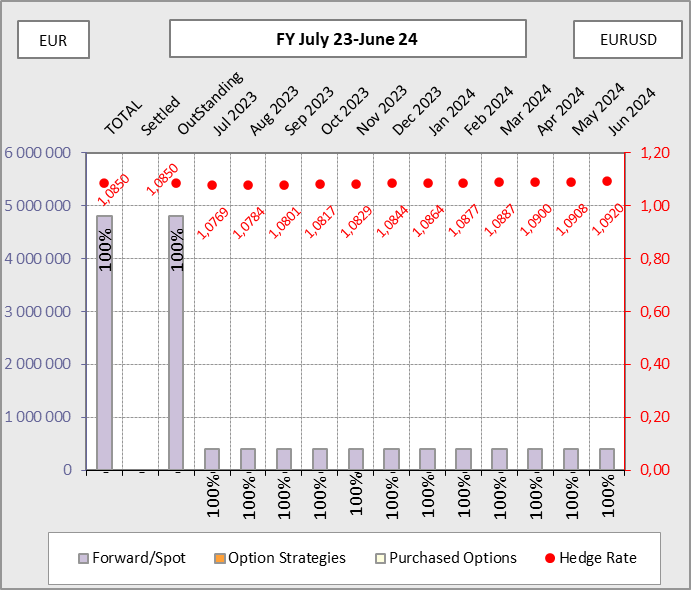 EUR
FY July 23-June 24
EURUSD
TOTAL
Settled
OutStanding
Jul 2023
Aug 2023
Sep 2023
Oct 2023
Nov 2023
Dec 2023
Jan 2024
Feb 2024
Mar 2024
Apr 2024
May 2024
Jun 2024
6 000 000
5 000 000
4 000 000
3 000 000
2 000 000
1 000 000
0
1,20
1,00
0,80
0,60
0,40
0,20
0,00
1,0850
1,0850
1,0769
1,0784
1,0801
1,0817
1,0829
1,0844
1,0864
1,0877
1,0887
1,0900
1,0908
1,0920
100%
100%
100%
100%
100%
100%
100%
100%
100%
100%
100%
100%
100%
100%
Forward/Spot
Option Strategies
Purchased Options
Hedge Rate